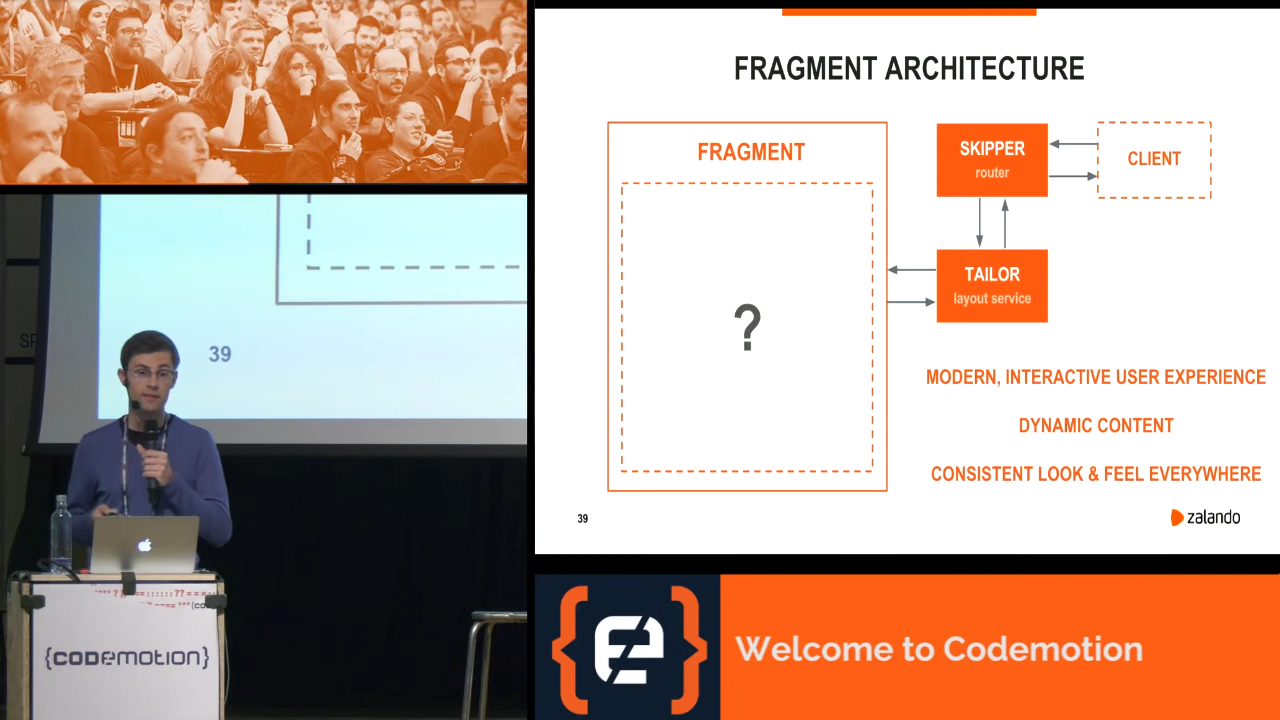 FRAGMENT ARCHITECTURE
FRAGMENT
?
SKIPPER
router
CLIENT
TAILOR
layout service
MODERN, INTERACTIVE USER EXPERIENCE
DYNAMIC CONTENT
CONSISTENT LOOK & FEEL EVERYWHERE
39
zalando
SP
39
{CODEMOTION}
Welcome to Codemotion